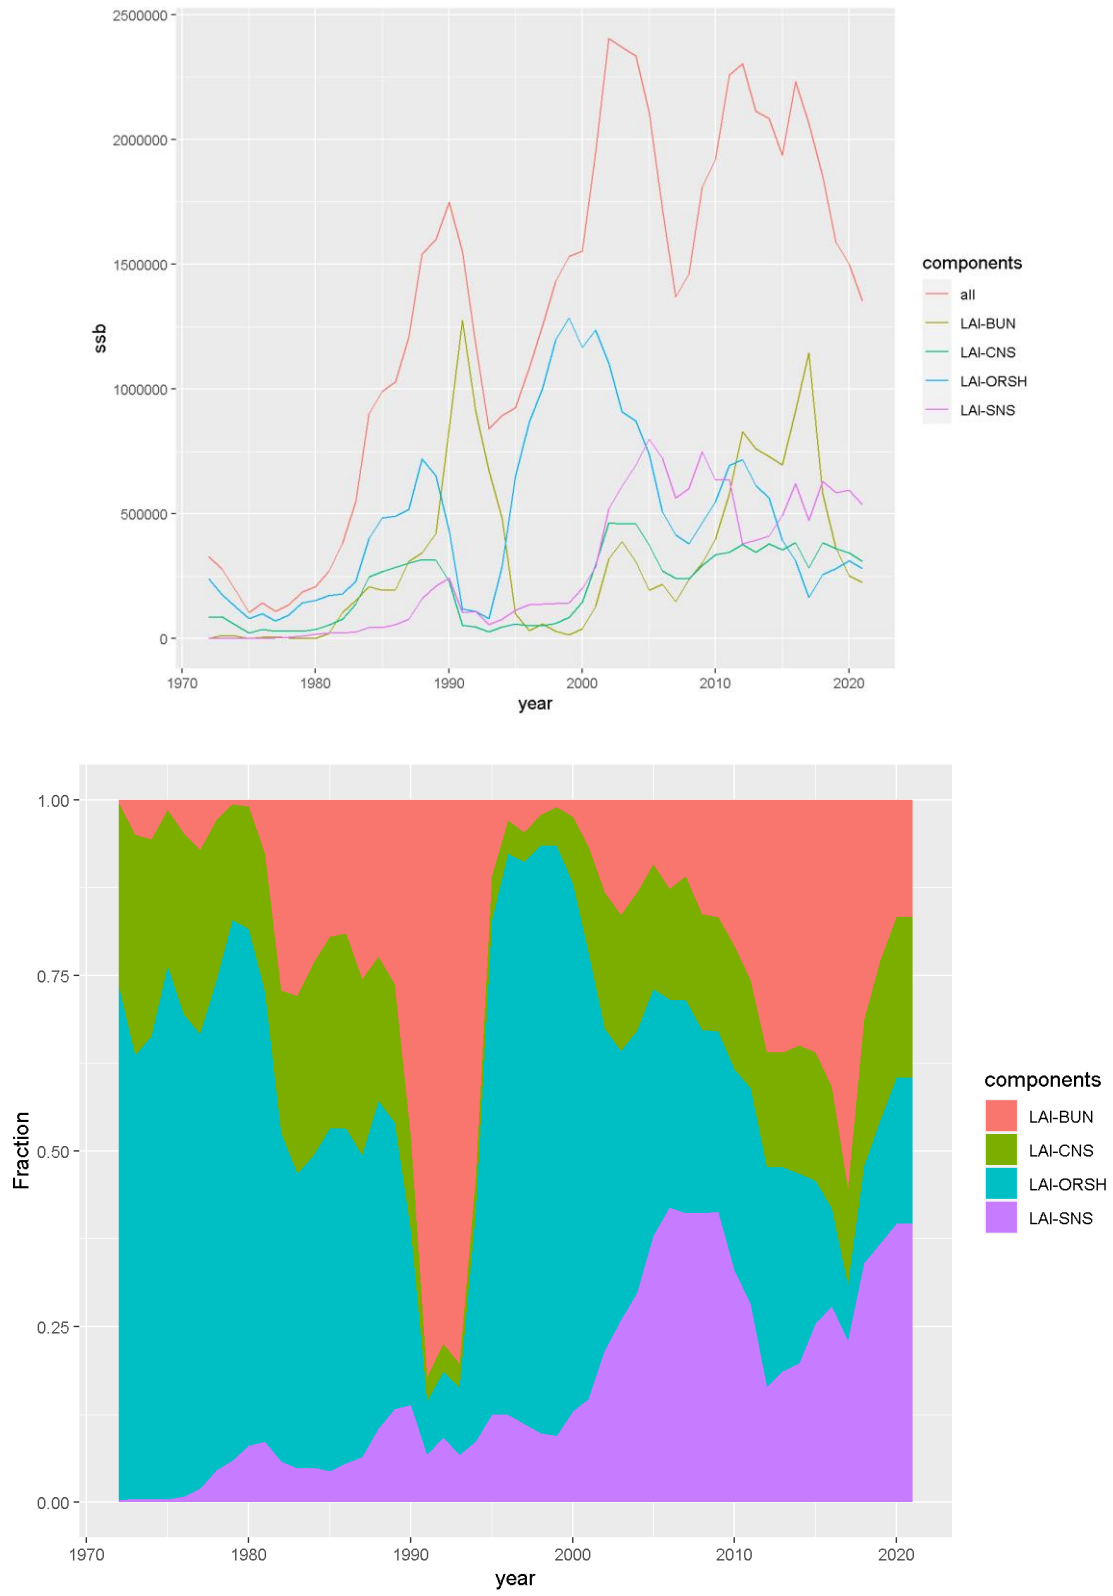 2500000
2000000
1500000
1000000
500000
0
ssb
1970 1980 1990 2000 2010 2020
year
components
all
LAI-BUN
LAI-CNS
LAI-ORSH
LAI-SNS
1.00
0.75
0.50
0.25
0.00
Fraction
1970 1980 1990 2000 2010 2020
year
components
LAI-BUN
LAI-CNS
LAI-ORSH
LAI-SNS